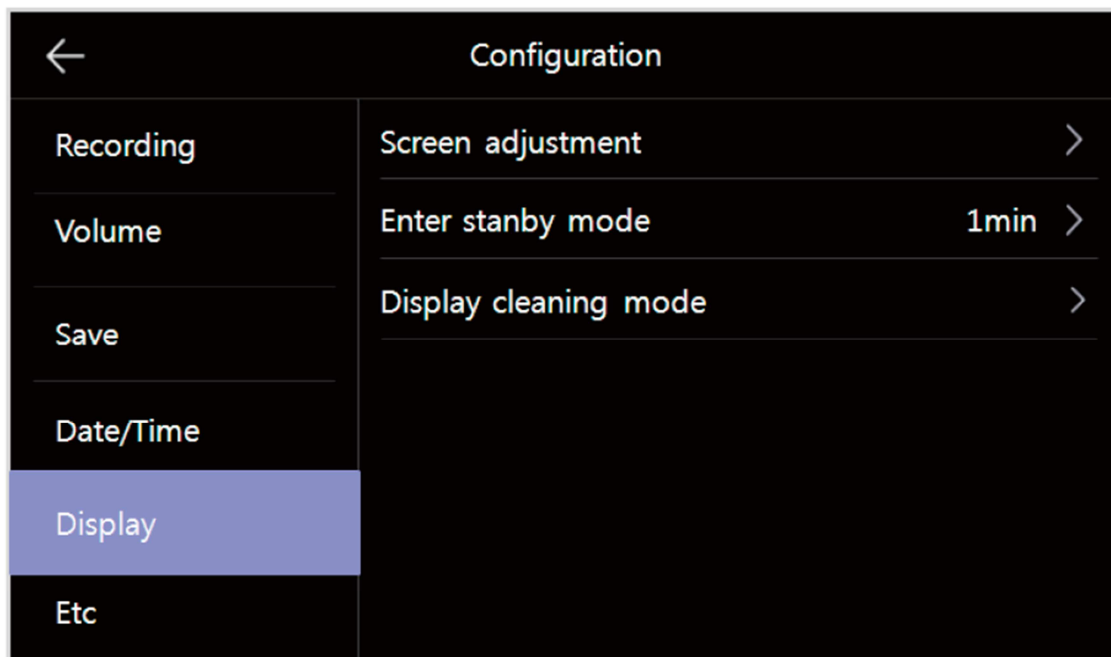 Configuration
Recording
Volume
Save
Date/Time
Display
Etc
Screen adjustment
Enter stanby mode 1min
Display cleaning mode